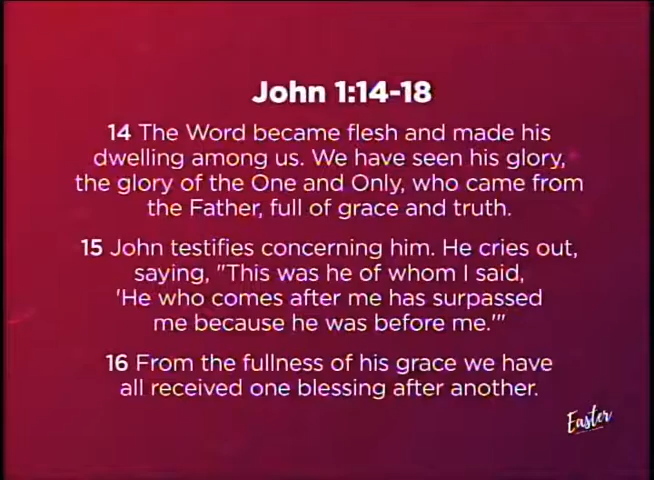 John 1:14-18
14 The Word became flesh and made his
dwelling among us. We have seen his glory,
the glory of the One and Only, who came from
the Father, full of grace and truth.
15 John testifies concerning him. He cries out,
saying, "This was he of whom I said,
'He who comes after me has surpassed
me because he was before me.'"
16 From the fullness of his grace we have
all received one blessing after another.
Easter